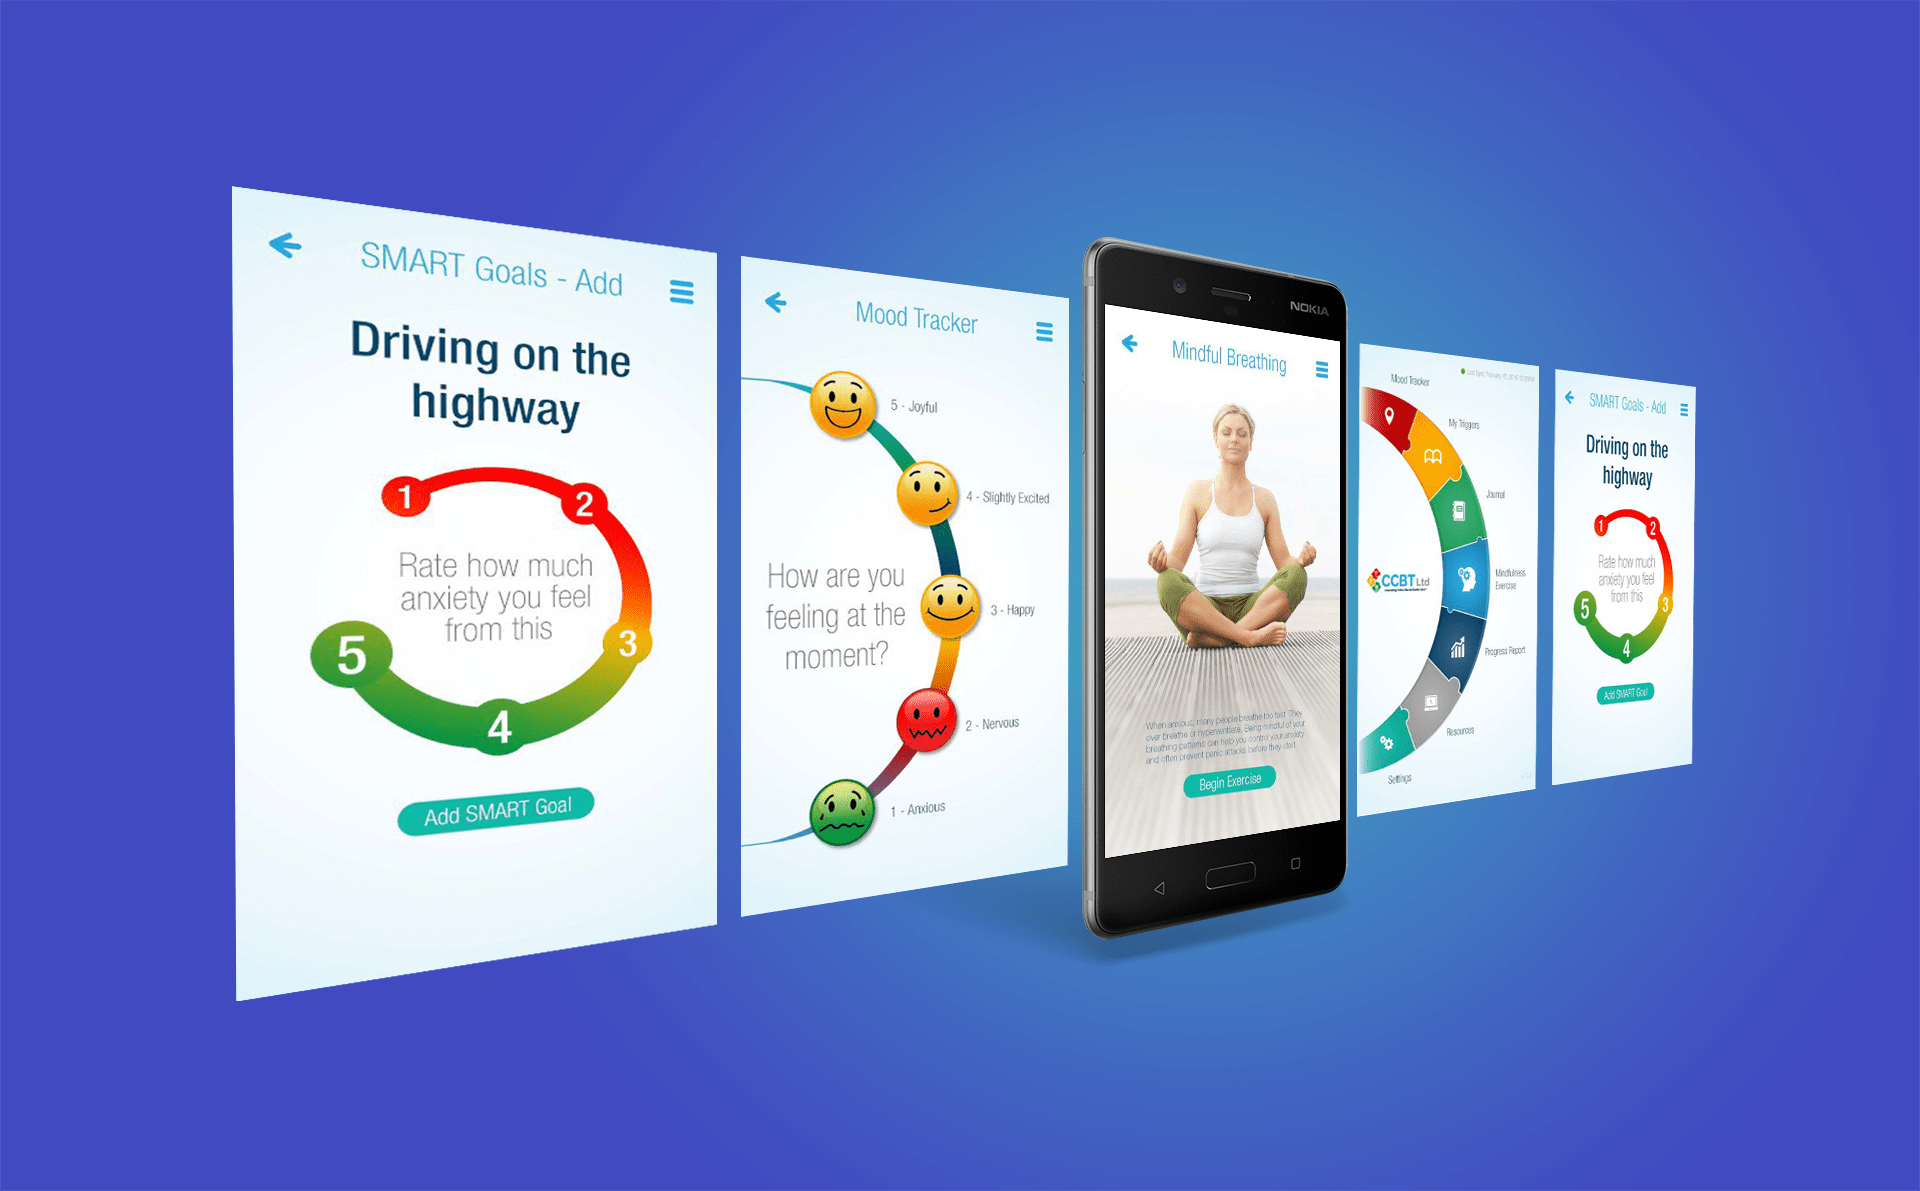 SMART Goals - Add
Driving on the
highway
1
2
3
4
5
Rate how much
anxiety you feel
from this
Add SMART Goal
Mood Tracker
5 - Joyful
4 - Slightly Excited
How are you
feeling at the
moment?
3 - Happy
2 - Nervous
1 - Anxious
NOKIA
Mindful Breathing
When anxious, many people breathe too fast. They
over breathe or hyperventilate. Being mindful of your
breathing patterns can help you control your anxiety
and often prevent panic attacks before they start.
Begin Exercise
Mood Tracker
My Triggers
Journal
CCBT Ltd
Mindfulness
Exercise
Progress Report
Resources
Settings
SMART Goals - Add
Driving on the
highway
1
2
3
4
5
Rate how much
anxiety you feel
from this
Add SMART Goal